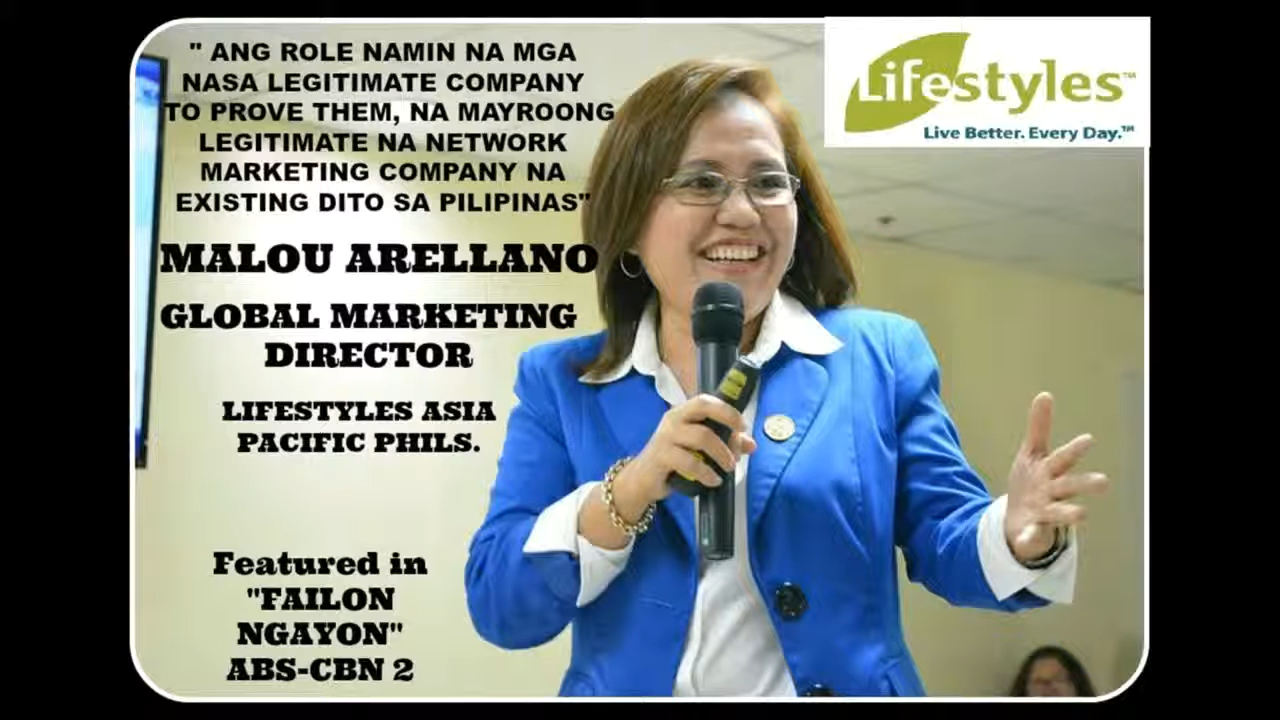 " ANG ROLE NAMIN NA MGA
NASA LEGITIMATE COMPANY
TO PROVE THEM, NA MAYROONG
LEGITIMATE NA NETWORK
MARKETING COMPANY NA
EXISTING DITO SA PILIPINAS"
MALOU ARELLANO
GLOBAL MARKETING
DIRECTOR
LIFESTYLES ASIA
PACIFIC PHILS.
Featured in
"FAILON
NGAYON"
ABS-CBN 2
Lifestyles™
Live Better. Every Day.™